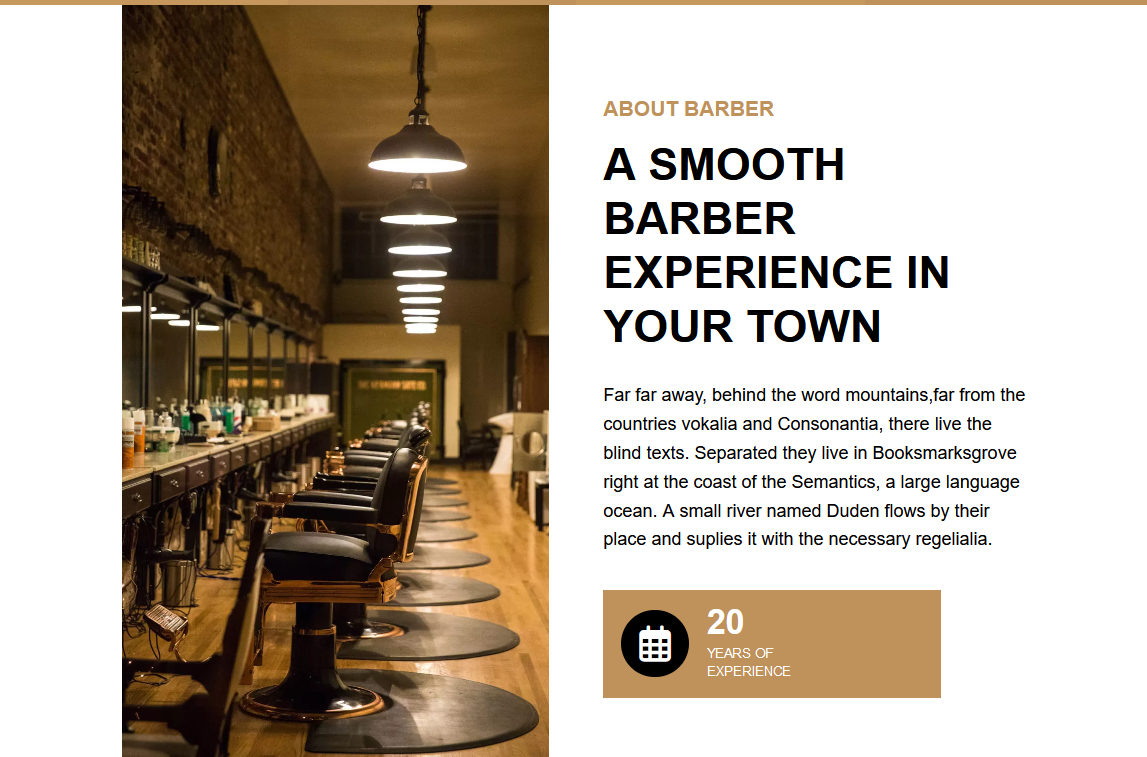 ABOUT BARBER
A SMOOTH
BARBER
EXPERIENCE IN
YOUR TOWN
Far far away, behind the word mountains,far from the
countries vokalia and Consonantia, there live the
blind texts. Separated they live in Booksmarksgrove
right at the coast of the Semantics, a large language
ocean. A small river named Duden flows by their
place and suplies it with the necessary regelialia.
20
YEARS OF
EXPERIENCE